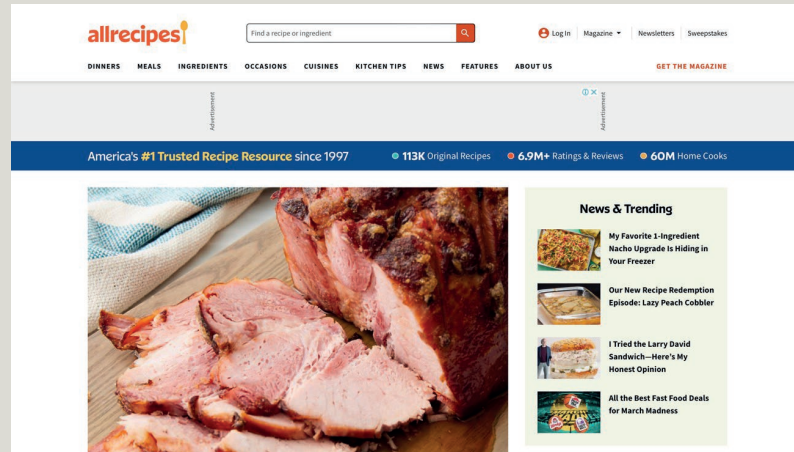 allrecipes
Find a recipe or ingredient
Log In
Magazine
Newsletters
Sweepstakes
DINNERS MEALS INGREDIENTS OCCASIONS CUISINES KITCHEN TIPS NEWS FEATURES ABOUT US GET THE MAGAZINE
Advertisement
Advertisement
America's #1 Trusted Recipe Resource since 1997 113K Original Recipes 6.9M+ Ratings & Reviews 60M Home Cooks
News & Trending
My Favorite 1-Ingredient
Nacho Upgrade Is Hiding in
Your Freezer
Our New Recipe Redemption
Episode: Lazy Peach Cobbler
I Tried the Larry David
Sandwich—Here's My
Honest Opinion
All the Best Fast Food Deals
for March Madness